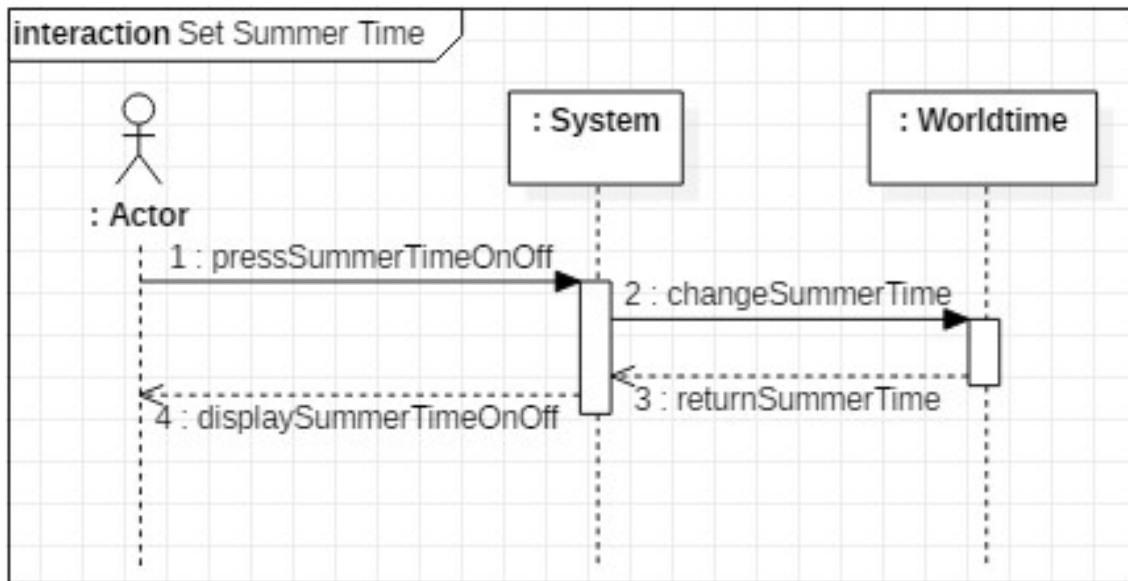 interaction Set Summer Time
: System
: Worldtime
: Actor
1 : pressSummerTimeOnOff
2 : changeSummerTime
3 : returnSummerTime
4 : displaySummerTimeOnOff